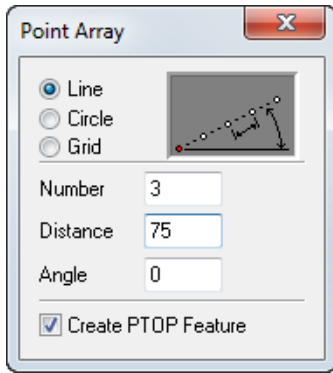 Point Array
Line
Circle
Grid
Number 3
Distance 75
Angle 0
Create PTOP Feature